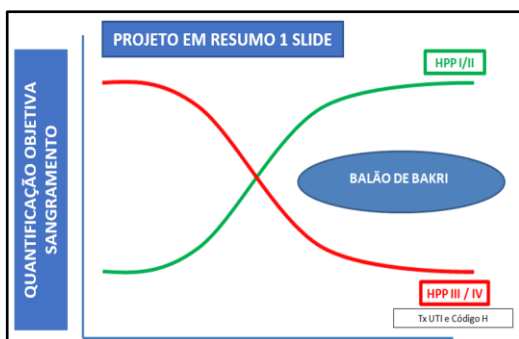 PROJETO EM RESUMO 1 SLIDE
QUANTIFICAÇÃO OBJETIVA
SANGRAMENTO
HPP I/II
BALÃO DE BAKRI
HPP III / IV
Tx UTI e Código H